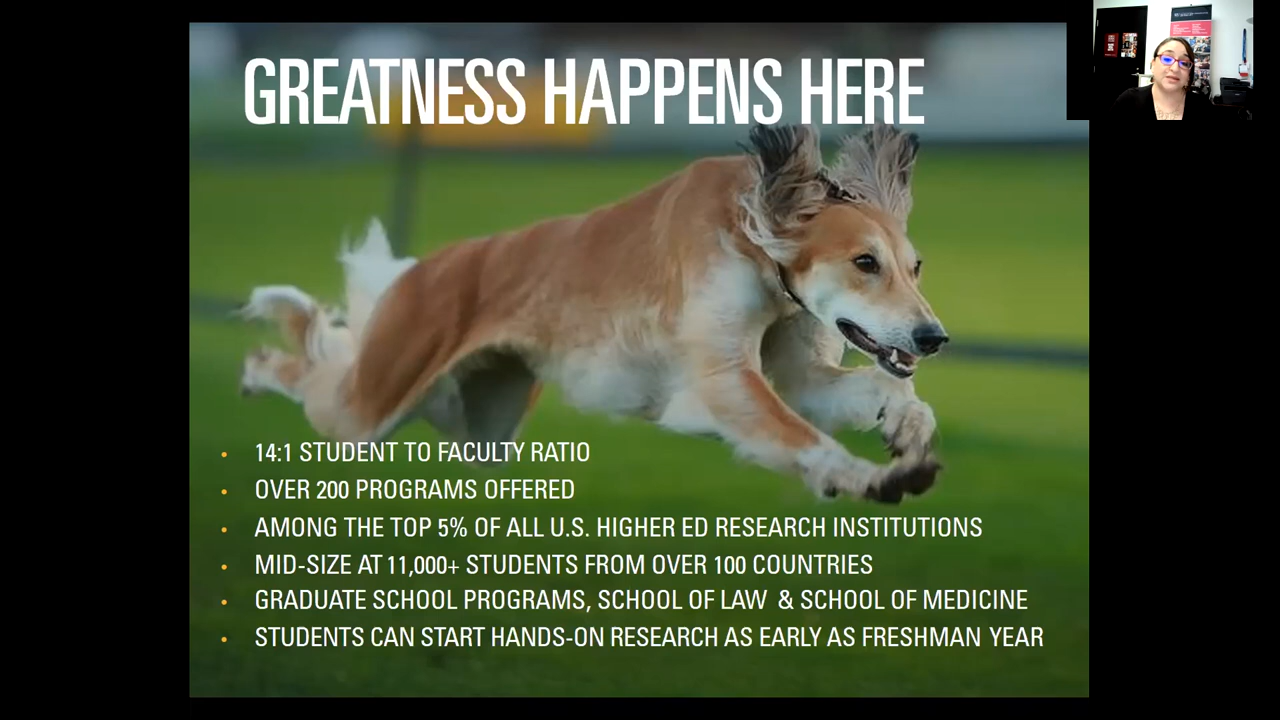 GREATNESS HAPPENS HERE
14:1 STUDENT TO FACULTY RATIO
OVER 200 PROGRAMS OFFERED
AMONG THE TOP 5% OF ALL U.S. HIGHER ED RESEARCH INSTITUTIONS
MID-SIZE AT 11,000+ STUDENTS FROM OVER 100 COUNTRIES
GRADUATE SCHOOL PROGRAMS, SCHOOL OF LAW & SCHOOL OF MEDICINE
STUDENTS CAN START HANDS-ON RESEARCH AS EARLY AS FRESHMAN YEAR